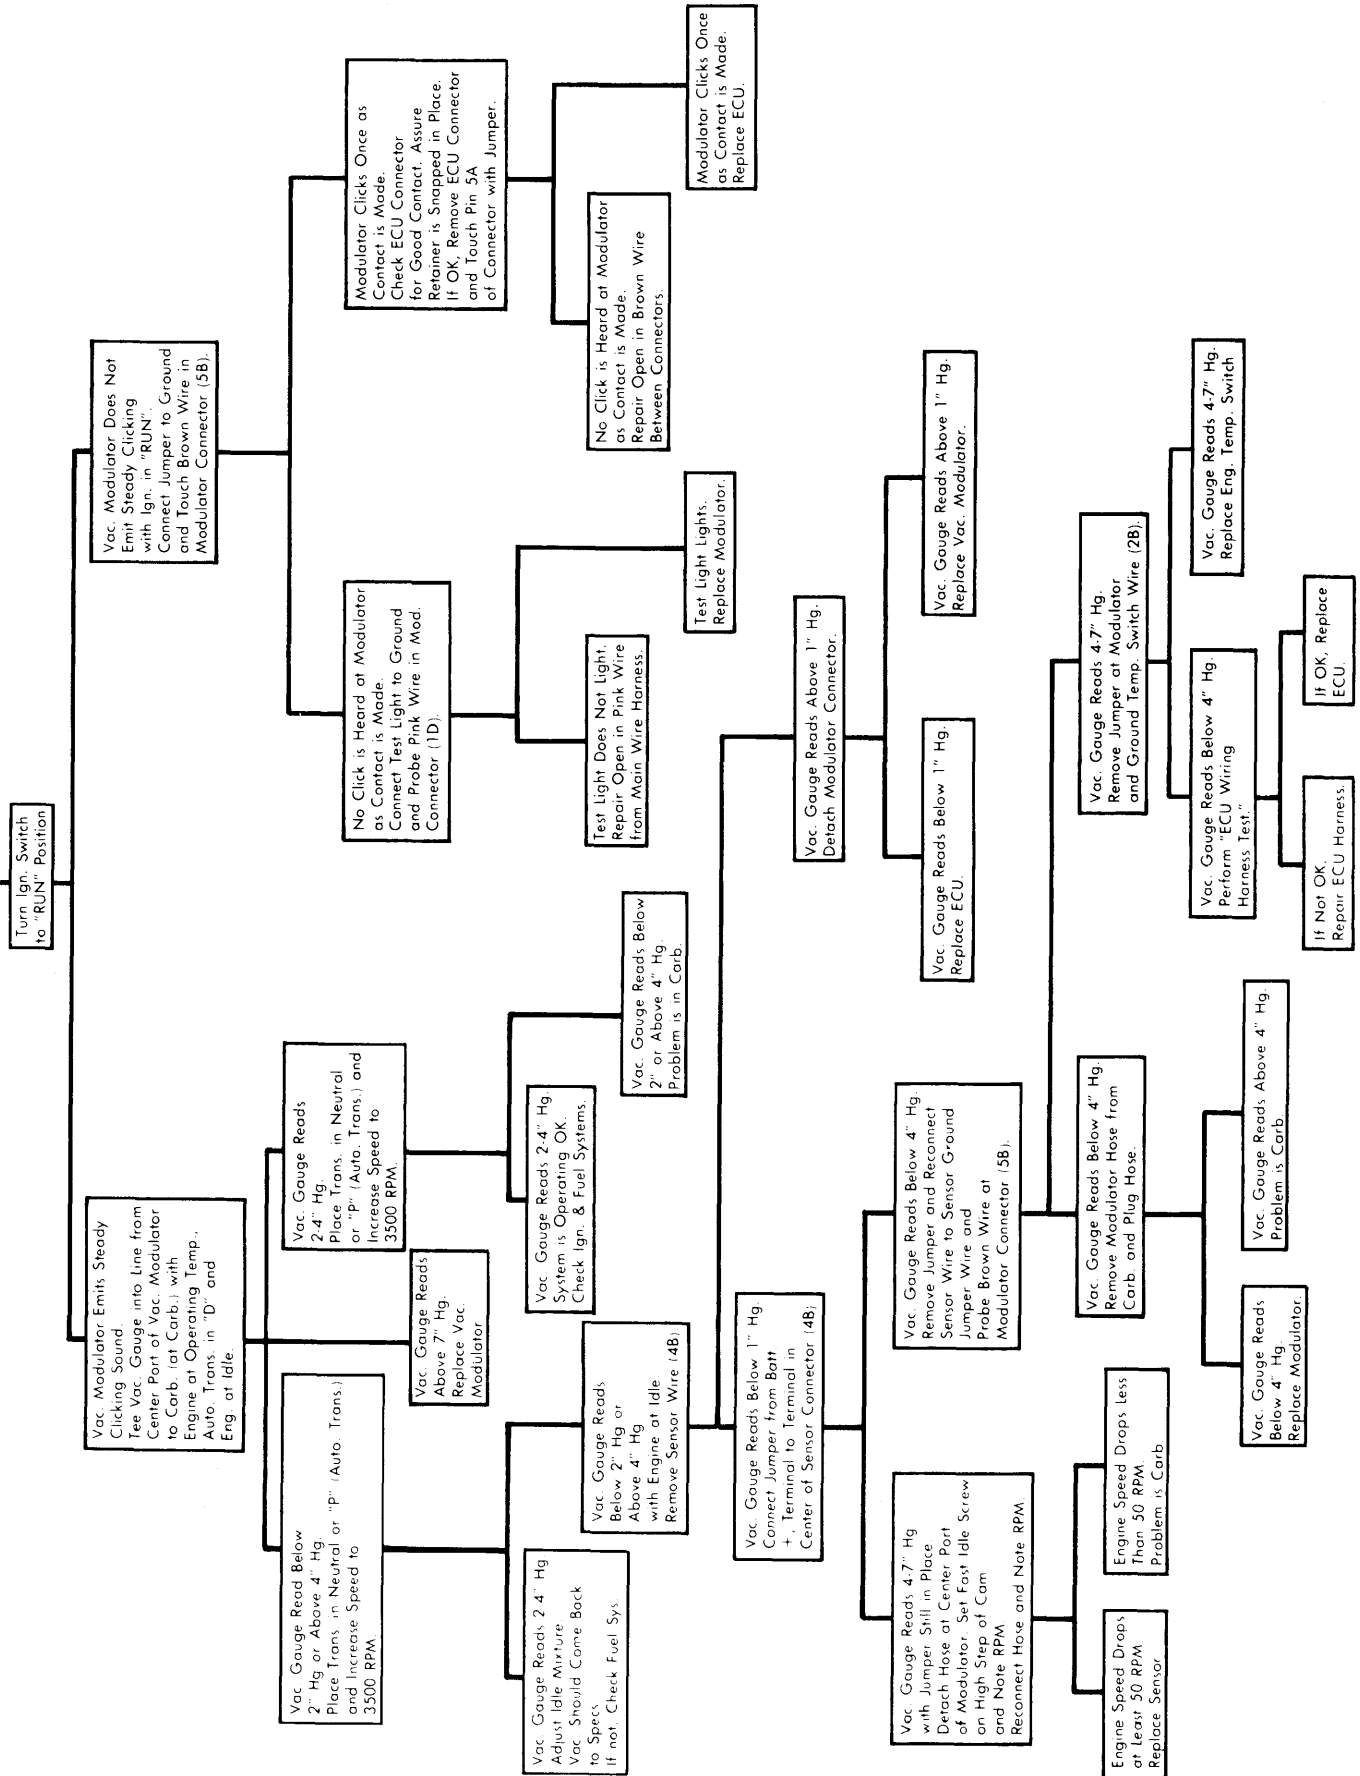 Turn Ign. Switch
to "RUN" Position
Vac. Modulator Emits Steady
Clicking Sound.
Tee Vac. Gauge into Line from
Center Port of Vac. Modulator
to Carb. (at Carb.) with
Engine at Operating Temp.,
Auto. Trans. in "D" and
Eng. at Idle.
Vac. Modulator Does Not
Emit Steady Clicking
with Ign. in "RUN".
Connect Jumper to Ground
and Touch Brown Wire in
Modulator Connector (5B).
Vac. Gauge Read Below
2" Hg or Above 4" Hg.
Place Trans. in Neutral or "P" (Auto. Trans.)
and Increase Speed to
3500 RPM.
Vac. Gauge Reads
Above 7" Hg.
Replace Vac.
Modulator
Vac. Gauge Reads
2-4" Hg.
Place Trans. in Neutral
or "P" (Auto. Trans.) and
Increase Speed to
3500 RPM.
No Click is Heard at Modulator
as Contact is Made.
Connect Test Light to Ground
and Probe Pink Wire in Mod.
Connector (1D).
Modulator Clicks Once as
Contact is Made.
Check ECU Connector
for Good Contact. Assure
Retainer is Snapped in Place.
If OK, Remove ECU Connector
and Touch Pin 5A
of Connector with Jumper.
Vac. Gauge Reads 2-4" Hg
Adjust Idle Mixture
Vac. Should Come Back
to Specs
If not, Check Fuel Sys
Vac. Gauge Reads
Below 2" Hg or
Above 4" Hg
with Engine at Idle
Remove Sensor Wire (4B)
Vac. Gauge Reads 2-4" Hg.
System is Operating OK.
Check Ign. & Fuel Systems.
Vac. Gauge Reads Below
2" or Above 4" Hg.
Problem is in Carb.
Test Light Does Not Light.
Repair Open in Pink Wire
from Main Wire Harness.
Test Light Lights.
Replace Modulator.
No Click is Heard at Modulator
as Contact is Made.
Repair Open in Brown Wire
Between Connectors.
Modulator Clicks Once
as Contact is Made.
Replace ECU.
Vac. Gauge Reads Below 1" Hg.
Connect Jumper from Batt
+, Terminal to Terminal in
Center of Sensor Connector (4B)
Vac. Gauge Reads Above 1" Hg.
Detach Modulator Connector.
Vac. Gauge Reads 4-7" Hg
with Jumper Still in Place.
Detach Hose at Center Port
of Modulator. Set Fast Idle Screw
on High Step of Cam
and Note RPM.
Reconnect Hose and Note RPM.
Vac. Gauge Reads Below 4" Hg.
Remove Jumper and Reconnect
Sensor Wire to Sensor Ground
Jumper Wire and
Probe Brown Wire at
Modulator Connector (5B).
Vac. Gauge Reads Below 1" Hg.
Replace ECU.
Vac. Gauge Reads Above 1" Hg.
Replace Vac. Modulator.
Engine Speed Drops
at Least 50 RPM
Replace Sensor
Engine Speed Drops Less
Than 50 RPM.
Problem is Carb
Vac. Gauge Reads Below 4" Hg.
Remove Modulator Hose from
Carb. and Plug Hose.
Vac. Gauge Reads 4-7" Hg.
Remove Jumper at Modulator
and Ground Temp. Switch Wire (2B).
Vac. Gauge Reads
Below 4" Hg.
Replace Modulator.
Vac. Gauge Reads Above 4" Hg.
Problem is Carb.
Vac. Gauge Reads Below 4" Hg.
Perform "ECU Wiring
Harness Test."
Vac. Gauge Reads 4-7" Hg.
Replace Eng. Temp. Switch
If Not OK.
Repair ECU Harness.
If OK, Replace
ECU.